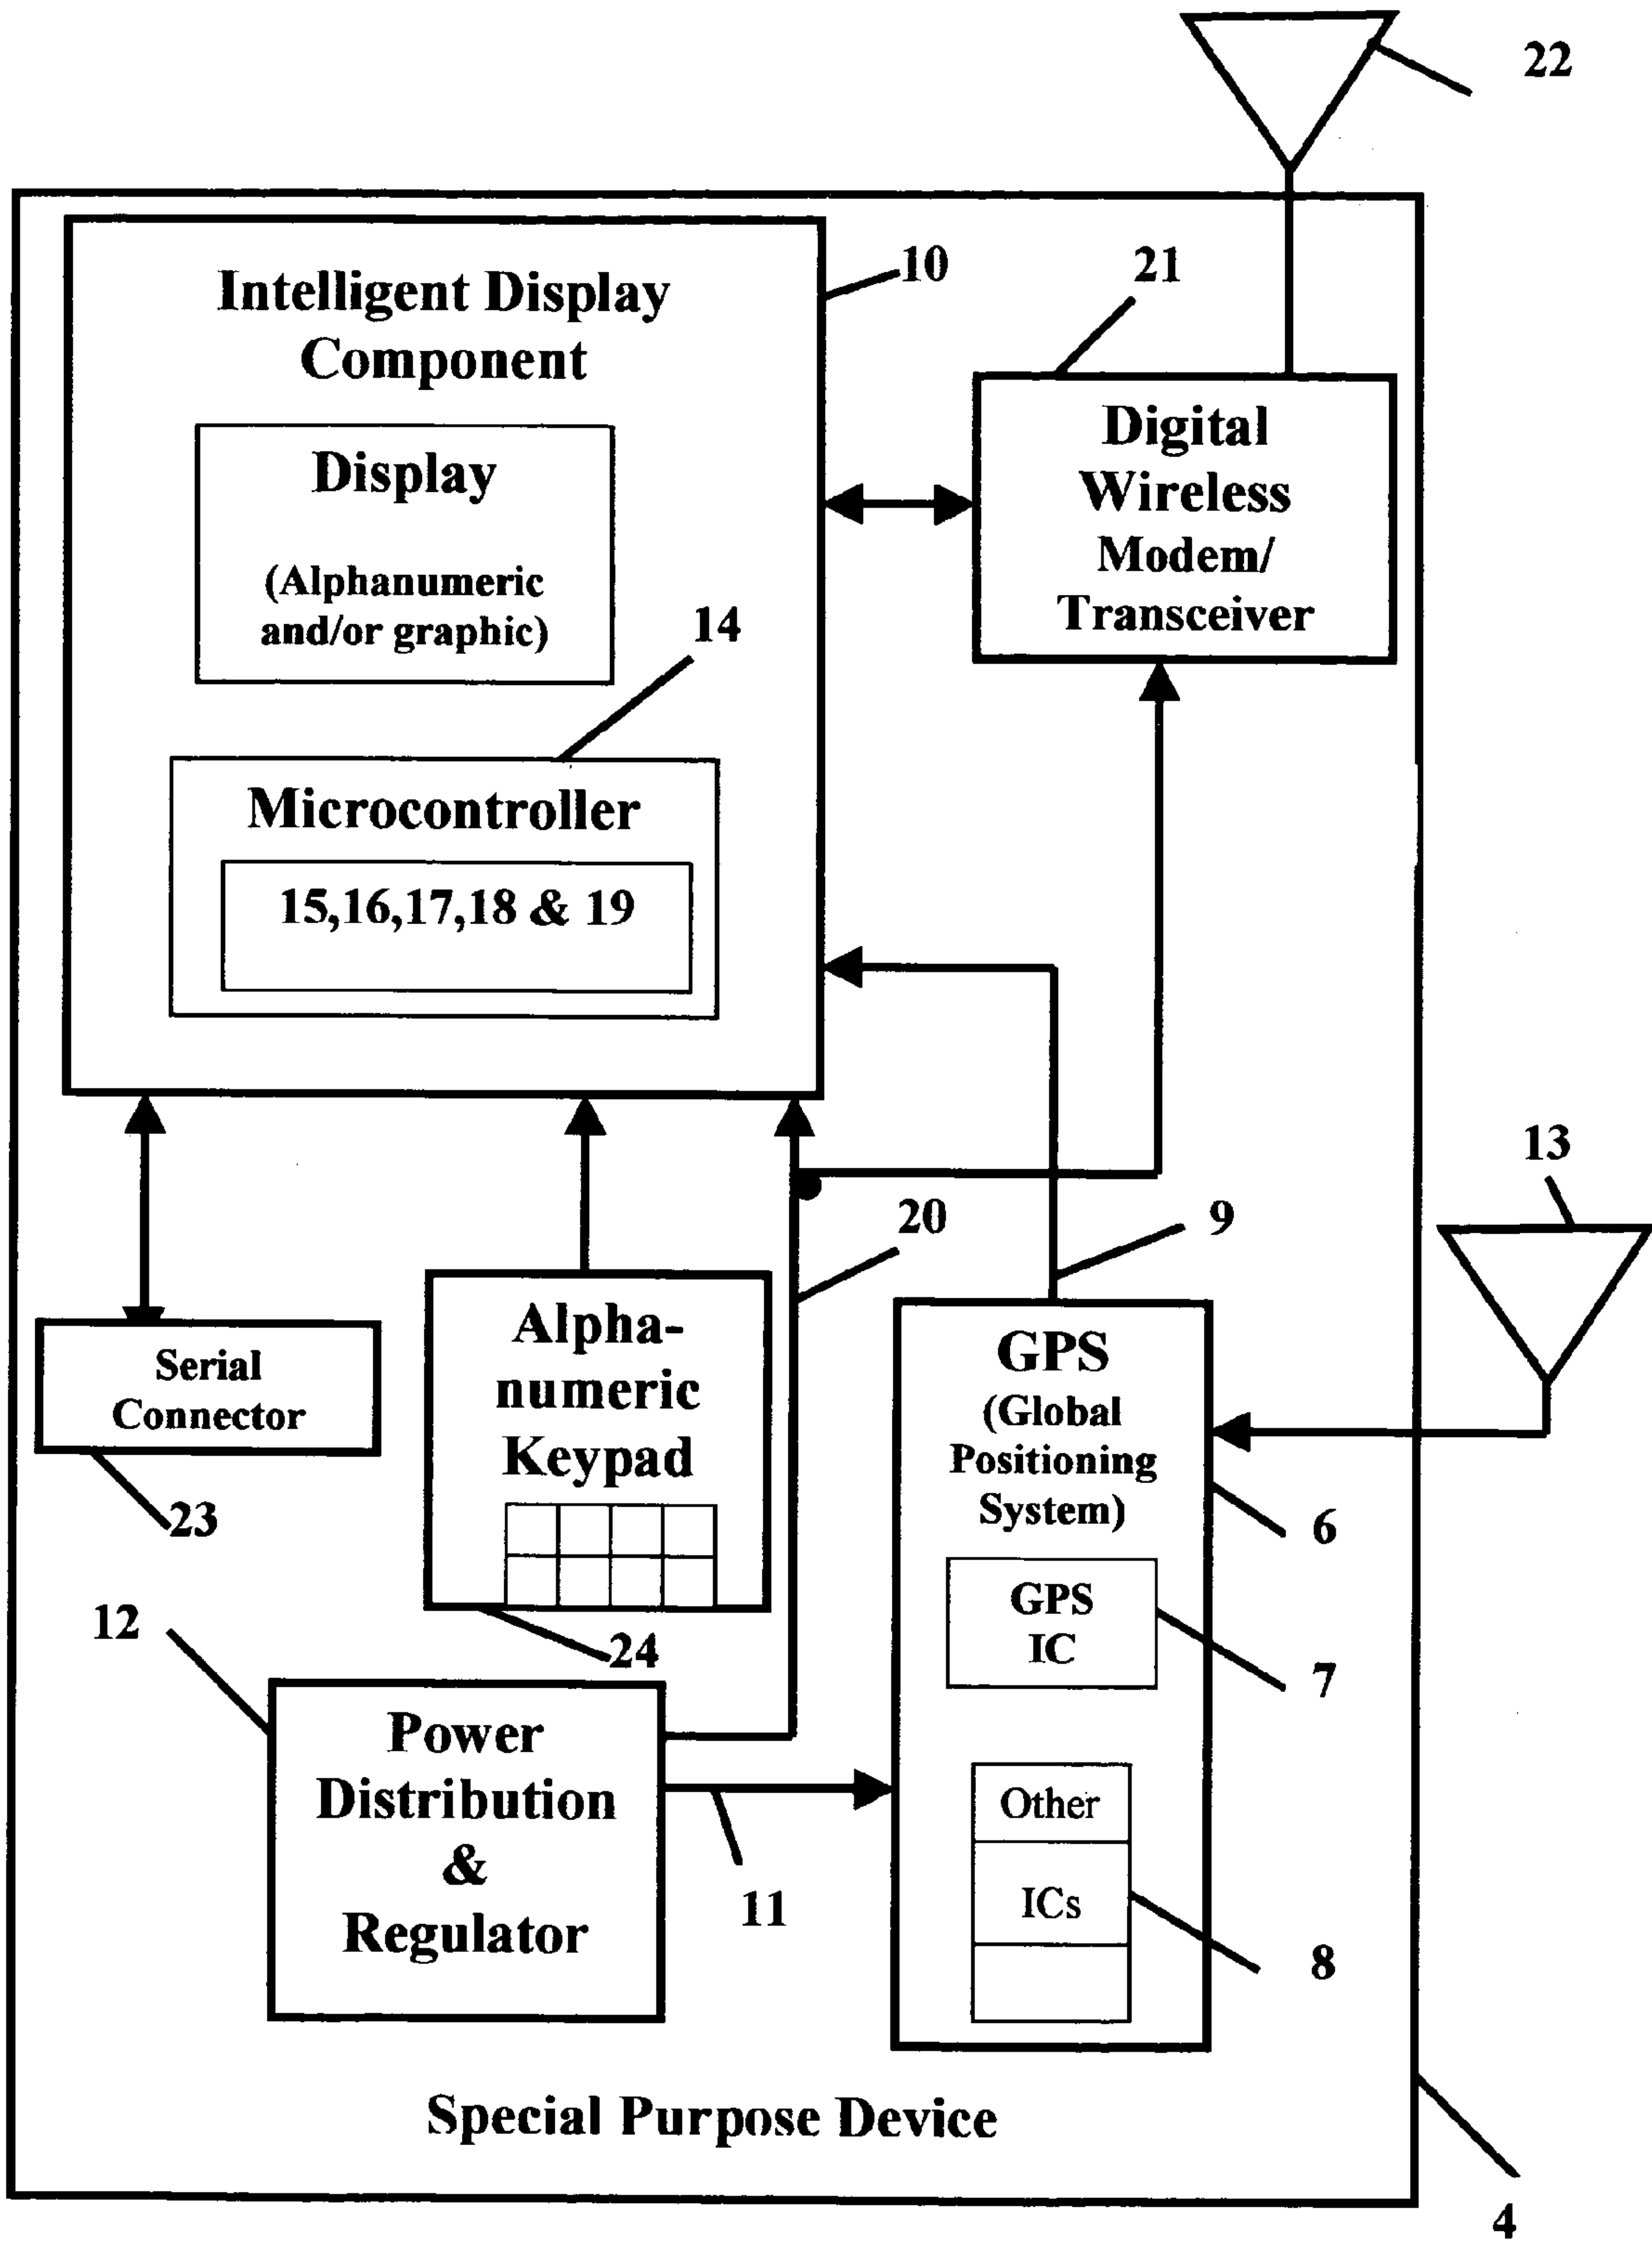 22
10
21
Intelligent Display
Component
Digital
Wireless
Modem/
Transceiver
Display
(Alphanumeric
and/or graphic)
14
Microcontroller
15,16,17,18 & 19
13
20
9
Serial
Connector
23
Alpha-
numeric
Keypad
24
GPS
(Global
Positioning
System)
6
GPS
IC
7
12
Power
Distribution
&
Regulator
11
Other
ICs
8
Special Purpose Device
4